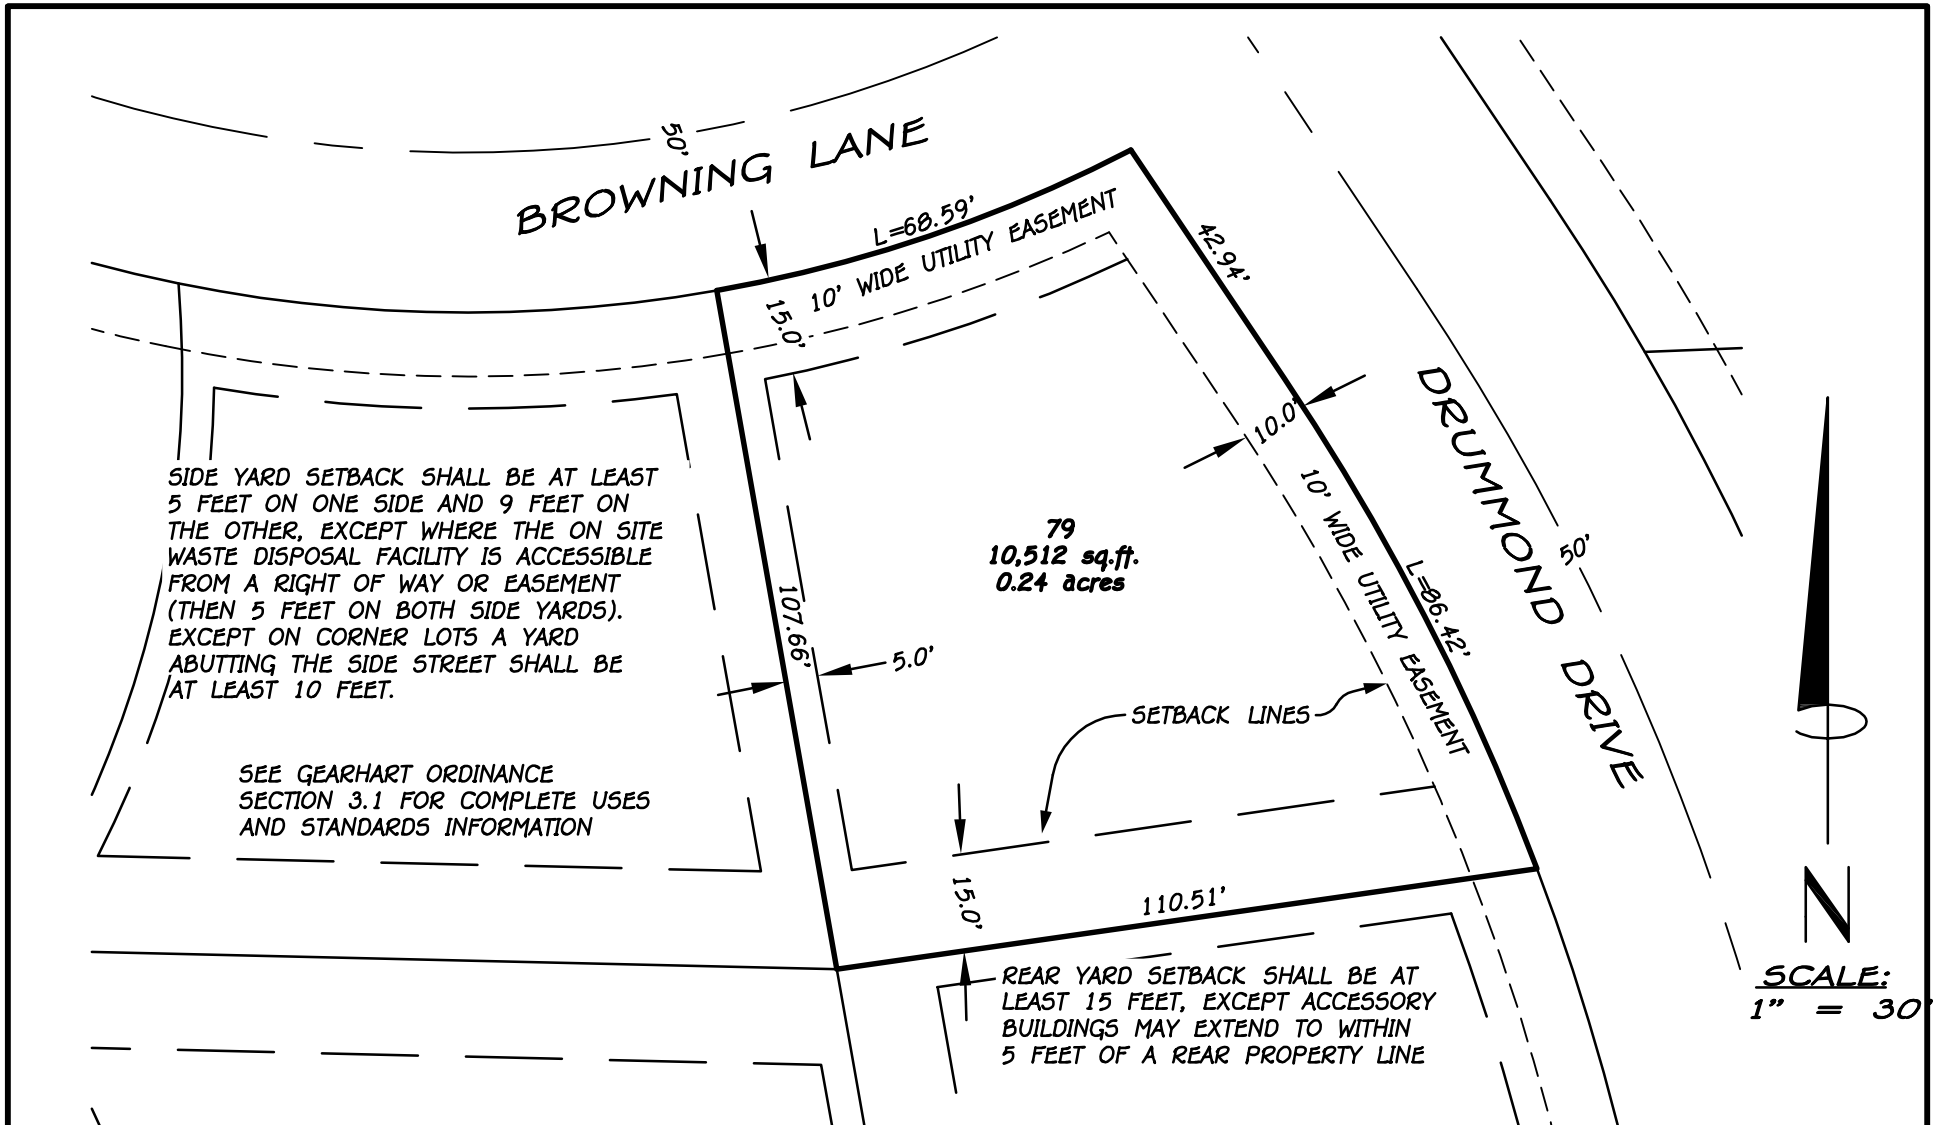 50'
BROWNING LANE
L=68.59'
10' WIDE UTILITY EASEMENT
42.94'
15.0'
10.0'
DRUMMOND DRIVE
SIDE YARD SETBACK SHALL BE AT LEAST
5 FEET ON ONE SIDE AND 9 FEET ON
THE OTHER, EXCEPT WHERE THE ON SITE
WASTE DISPOSAL FACILITY IS ACCESSIBLE
FROM A RIGHT OF WAY OR EASEMENT
(THEN 5 FEET ON BOTH SIDE YARDS).
EXCEPT ON CORNER LOTS A YARD
ABUTTING THE SIDE STREET SHALL BE
AT LEAST 10 FEET.
79
10,512 sq.ft.
0.24 acres
10' WIDE UTILITY EASEMENT
50'
L=86.42'
107.66'
5.0'
SETBACK LINES
SEE GEARHART ORDINANCE
SECTION 3.1 FOR COMPLETE USES
AND STANDARDS INFORMATION
15.0'
110.51'
N
SCALE:
1" = 30'
REAR YARD SETBACK SHALL BE AT
LEAST 15 FEET, EXCEPT ACCESSORY
BUILDINGS MAY EXTEND TO WITHIN
5 FEET OF A REAR PROPERTY LINE